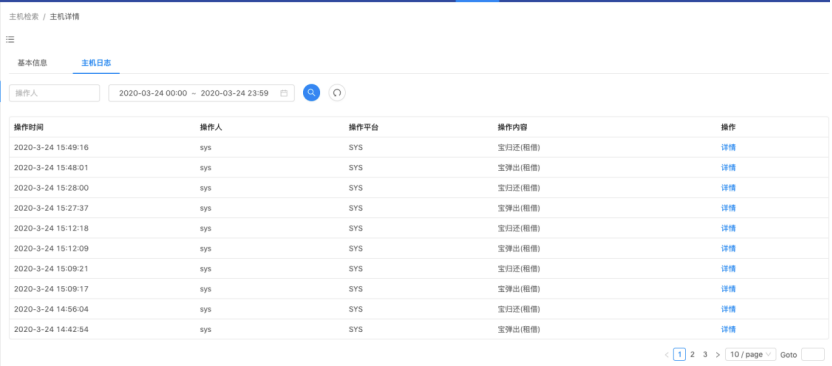 主机检索 / 主机详情
基本信息 主机日志
操作人 2020-03-24 00:00 ~ 2020-03-24 23:59
操作时间 操作人 操作平台 操作内容 操作
2020-3-24 15:49:16 sys SYS 宝归还(租借) 详情
2020-3-24 15:48:01 sys SYS 宝弹出(租借) 详情
2020-3-24 15:28:00 sys SYS 宝归还(租借) 详情
2020-3-24 15:27:37 sys SYS 宝弹出(租借) 详情
2020-3-24 15:12:18 sys SYS 宝归还(租借) 详情
2020-3-24 15:12:09 sys SYS 宝弹出(租借) 详情
2020-3-24 15:09:21 sys SYS 宝归还(租借) 详情
2020-3-24 15:09:17 sys SYS 宝弹出(租借) 详情
2020-3-24 14:56:04 sys SYS 宝归还(租借) 详情
2020-3-24 14:42:54 sys SYS 宝弹出(租借) 详情
< 1 2 3 > 10 / page Goto